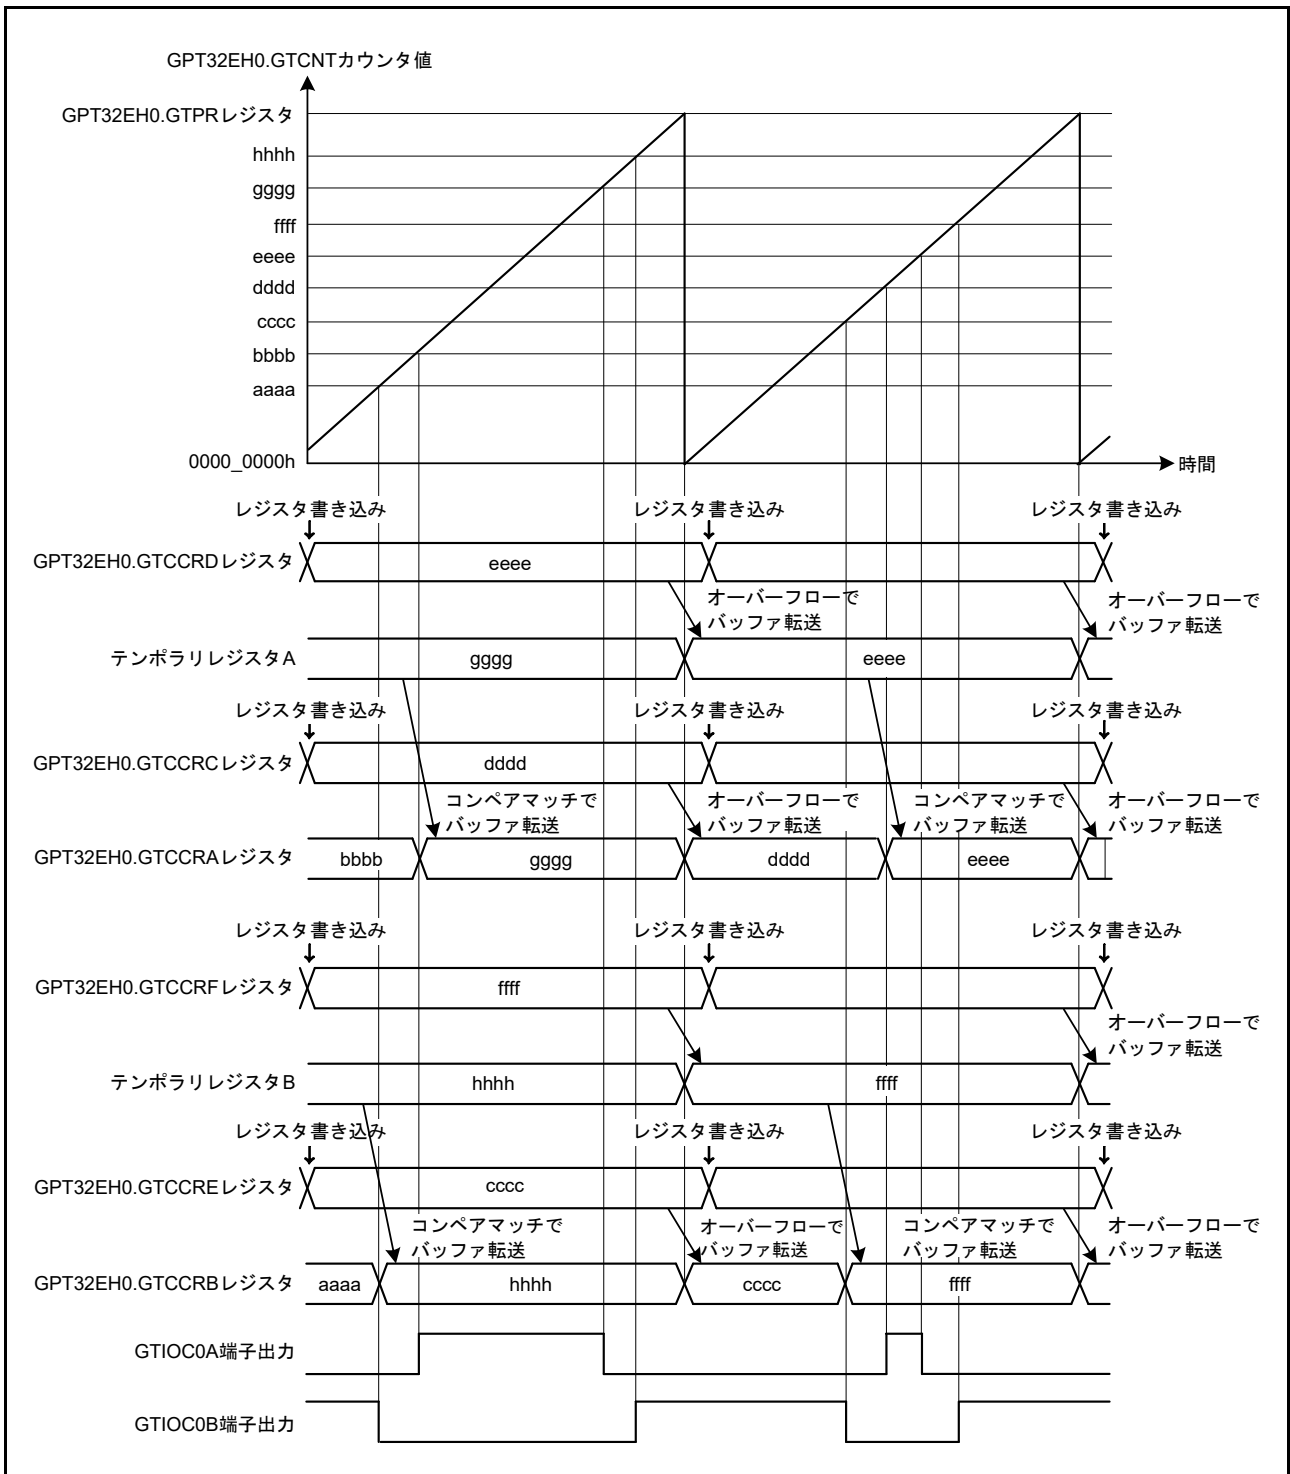 GPT32EH0.GTCNTカウンタ値
GPT32EH0.GTPRレジスタ
hhhh
gggg
ffff
eeee
dddd
cccc
bbbb
aaaa
0000_0000h
時間
レジスタ書き込み レジスタ書き込み レジスタ書き込み
GPT32EH0.GTCCRDレジスタ eeee
オーバーフローで オーバーフローで
バッファ転送 バッファ転送
テンポラリレジスタA gggg eeee
レジスタ書き込み レジスタ書き込み レジスタ書き込み
GPT32EH0.GTCCRCレジスタ dddd
コンペアマッチで オーバーフローで コンペアマッチで オーバーフローで
バッファ転送 バッファ転送 バッファ転送 バッファ転送
GPT32EH0.GTCCRAレジスタ bbbb gggg dddd eeee
レジスタ書き込み レジスタ書き込み レジスタ書き込み
GPT32EH0.GTCCRFレジスタ ffff
オーバーフローで
バッファ転送
テンポラリレジスタB hhhh ffff
レジスタ書き込み レジスタ書き込み レジスタ書き込み
GPT32EH0.GTCCREレジスタ cccc
コンペアマッチで オーバーフローで コンペアマッチで オーバーフローで
バッファ転送 バッファ転送 バッファ転送 バッファ転送
GPT32EH0.GTCCRBレジスタ aaaa hhhh cccc ffff
GTIOC0A端子出力
GTIOC0B端子出力